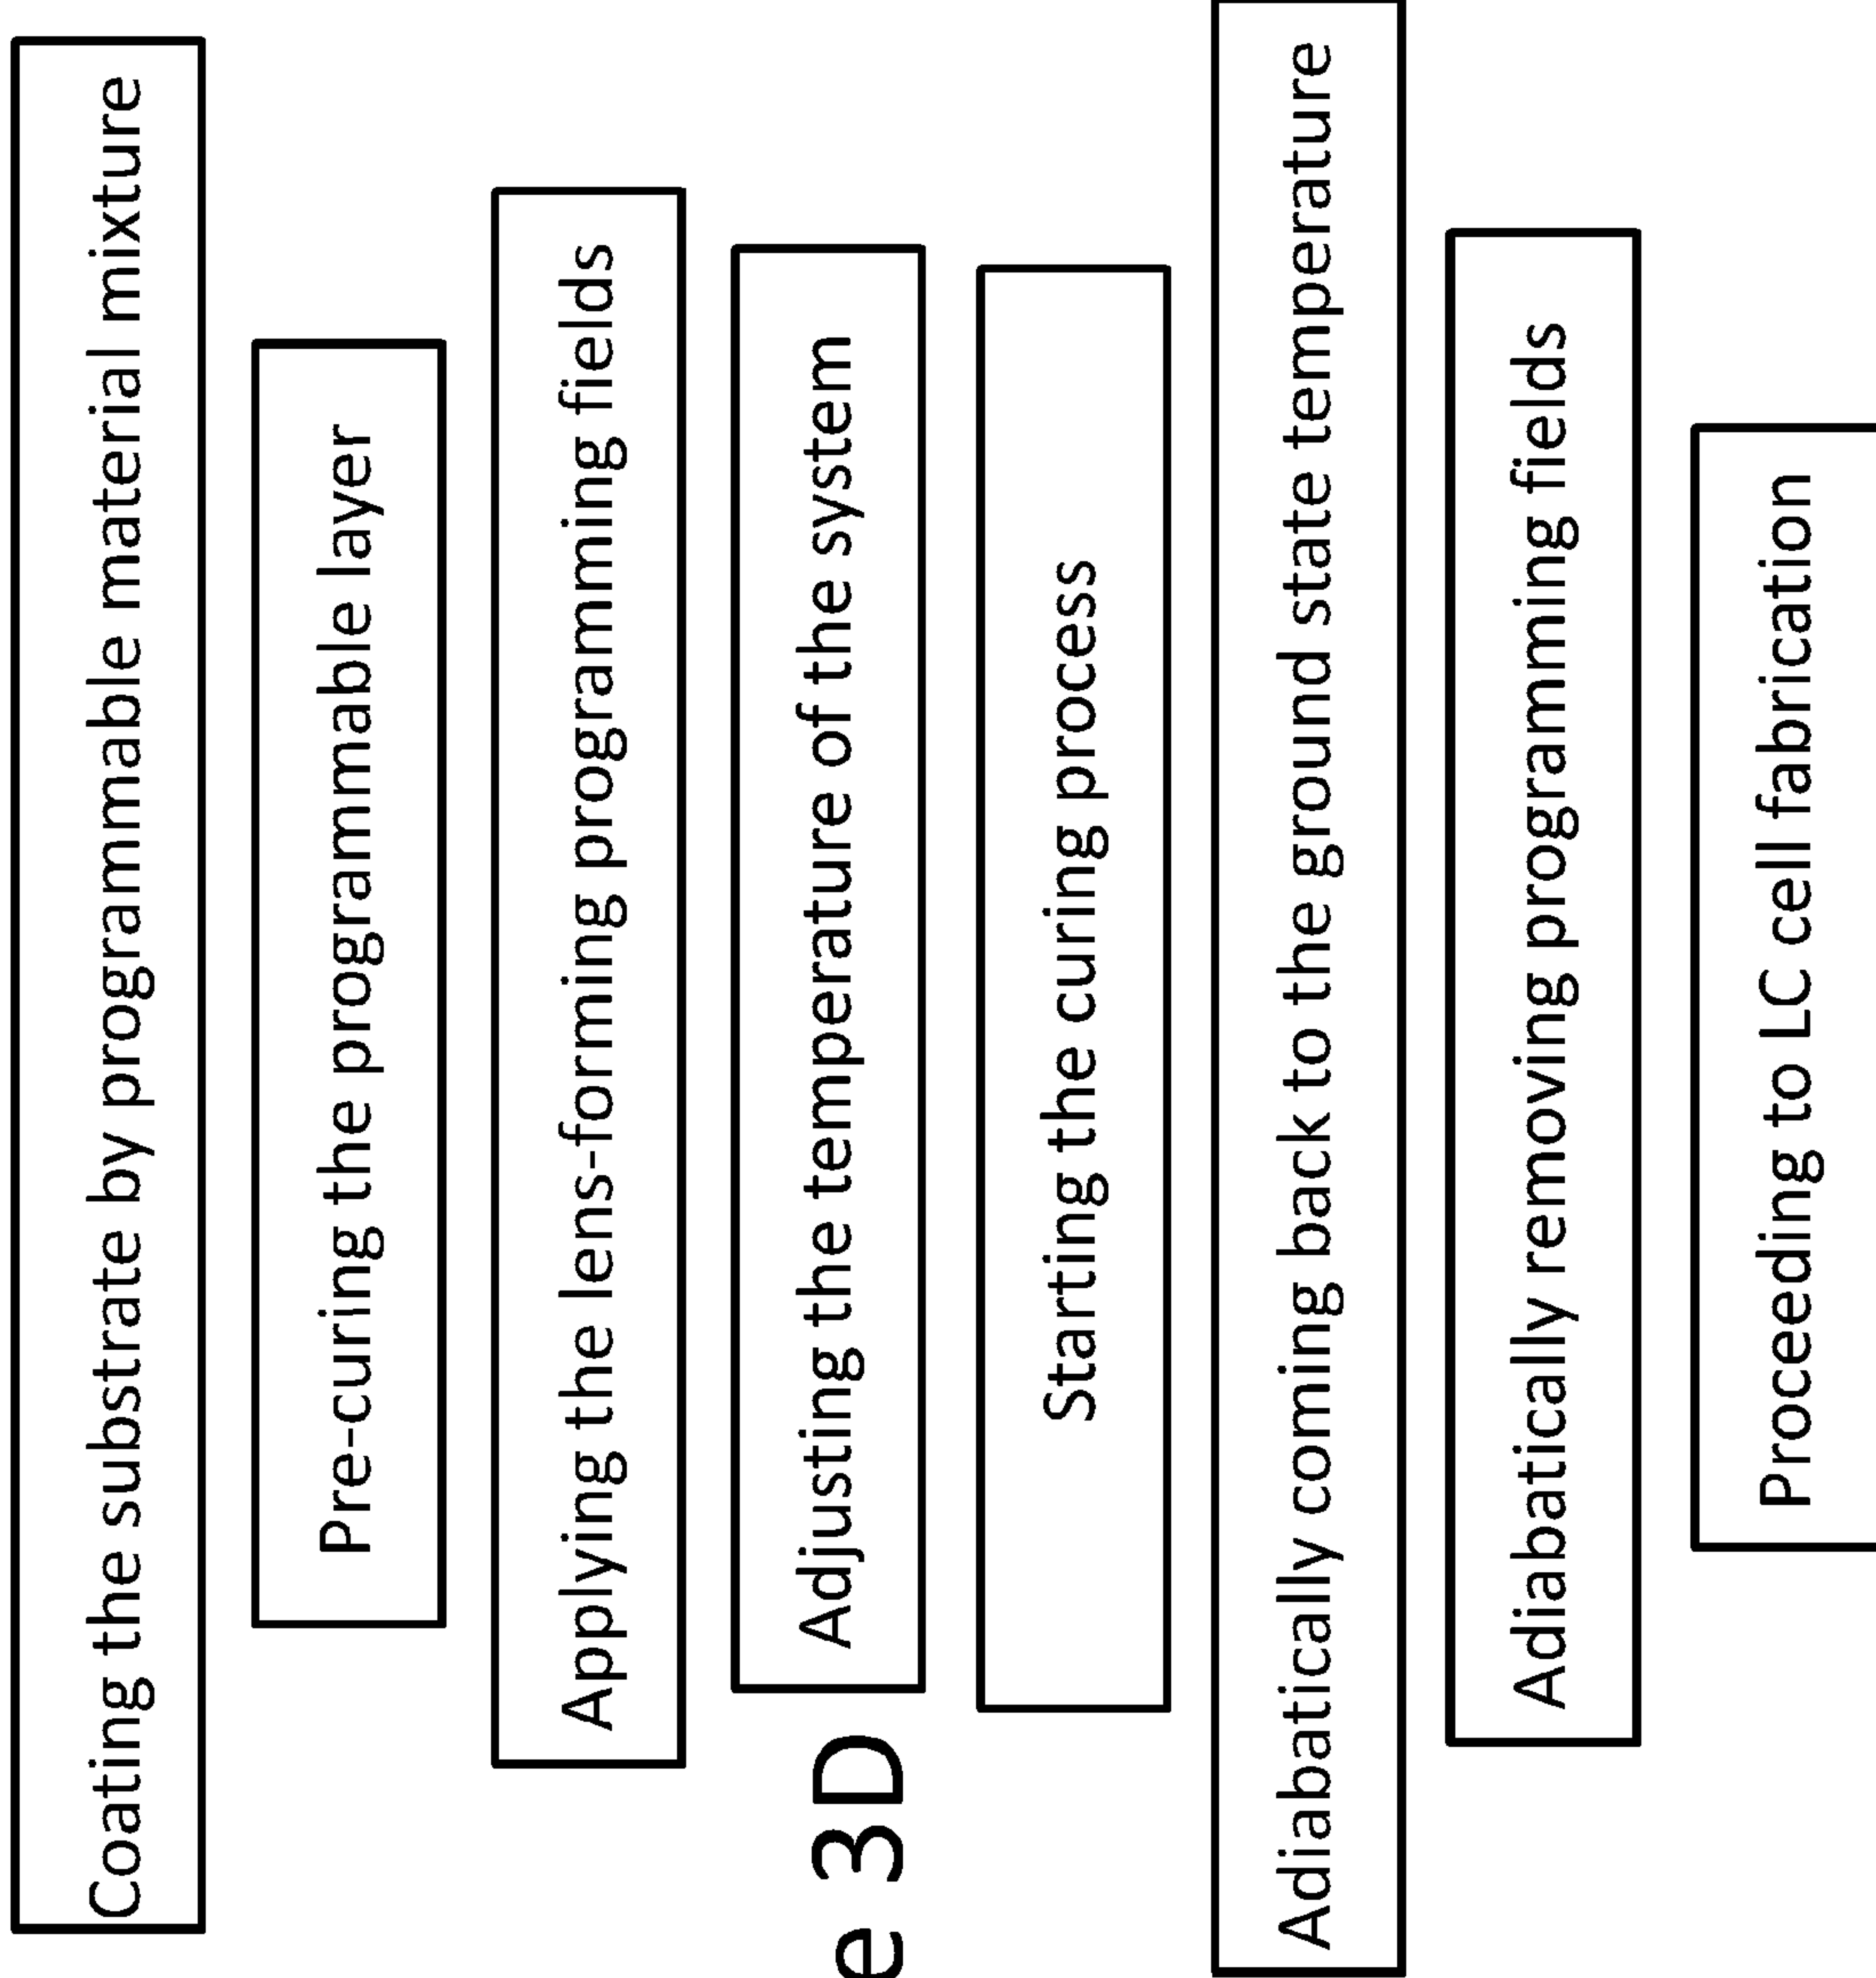 Coating the substrate by programmable material mixture
Pre-curing the programmable layer
Applying the lens-forming programming fields
Adjusting the temperature of the system
e 3D
Starting the curing process
Adiabatically coming back to the ground state temperature
Adiabatically removing programming fields
Proceeding to LC cell fabrication